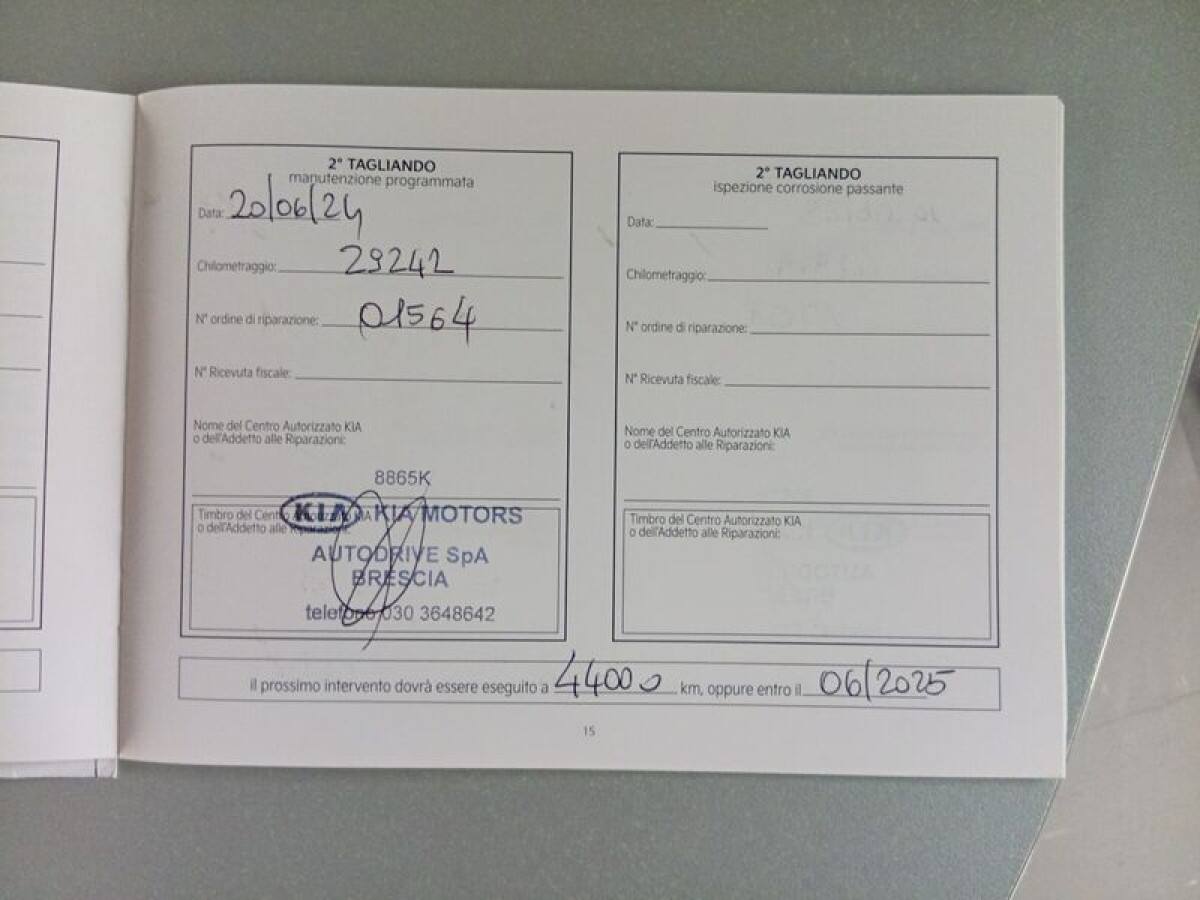 2° TAGLIANDO
manutenzione programmata
Data: 20/06/24
Chilometraggio: 29242
N° ordine di riparazione: 01564
N° Ricevuta fiscale:
Nome del Centro Autorizzato KIA
o dell'Addetto alle Riparazioni:
8865K
Timbro del Centro Autorizzato KIA
o dell'Addetto alle Riparazioni:
KIA KIA MOTORS
AUTODRIVE SpA
BRESCIA
telefono 030 3648642
2° TAGLIANDO
ispezione corrosione passante
Data:
Chilometraggio:
N° ordine di riparazione:
N° Ricevuta fiscale:
Nome del Centro Autorizzato KIA
o dell'Addetto alle Riparazioni:
Timbro del Centro Autorizzato KIA
o dell'Addetto alle Riparazioni:
il prossimo intervento dovrà essere eseguito a 44000 km, oppure entro il 06/2025
15